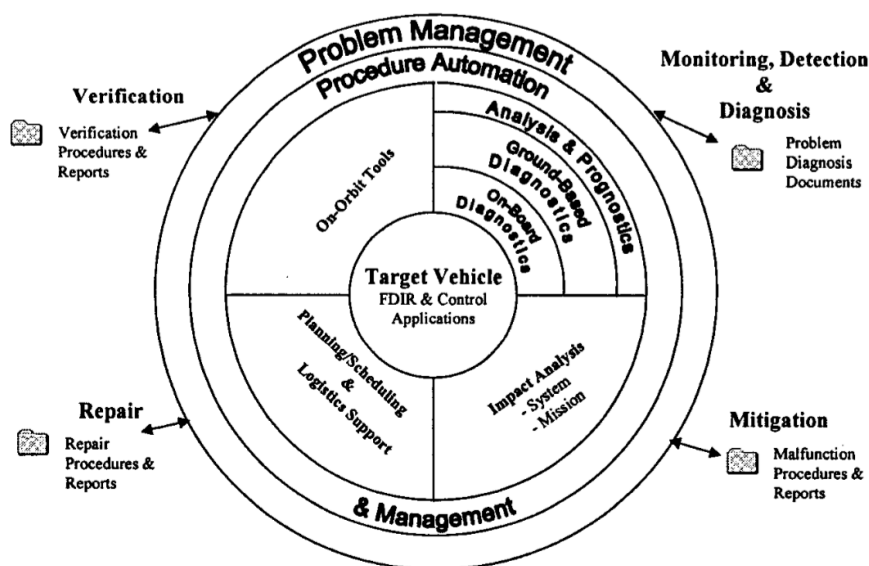 Problem Management
Procedure Automation
& Management
Verification
Verification
Procedures &
Reports
Monitoring, Detection
&
Diagnosis
Problem
Diagnosis
Documents
On-Orbit Tools
Analysis & Prognostics
Ground-Based
Diagnostics
On-Board
Diagnostics
Target Vehicle
FDIR & Control
Applications
Planning/Scheduling
&
Logistics Support
Impact Analysis
- System
- Mission
Repair
Repair
Procedures &
Reports
Mitigation
Malfunction
Procedures &
Reports